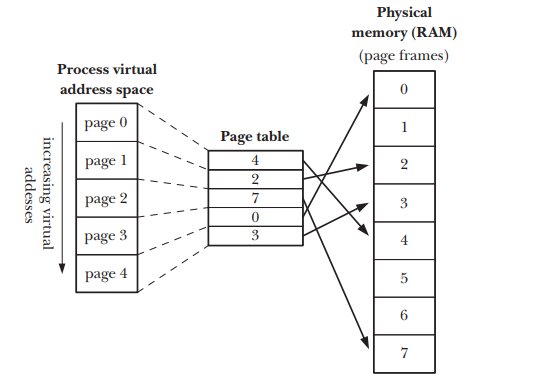 Physical
memory (RAM)
(page frames)
Process virtual
address space
Page table
increasing virtual
addesses
page 0
page 1
page 2
page 3
page 4
4
2
7
0
3
0
1
2
3
4
5
6
7